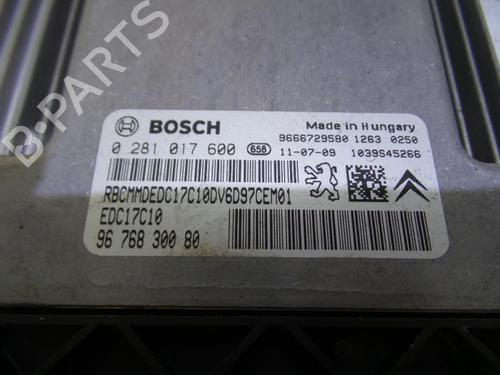 B-PARTS
BOSCH
Made in Hungary
9666729580 1263 0250
0 281 017 600 658 11-07-09 1039S45266
RBCMMDEDC17C10DV6D97CEM01
EDC17C10
96 768 300 80